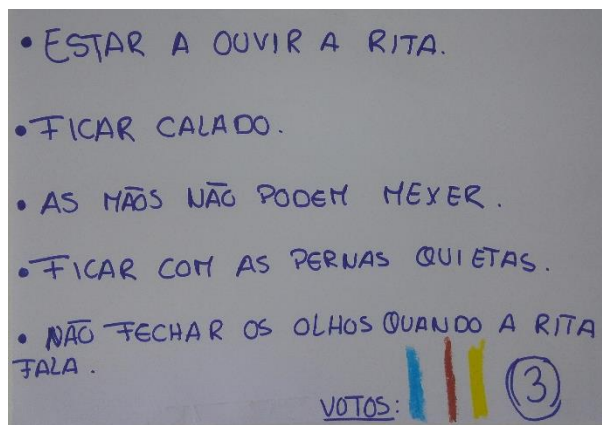 • ESTAR A OUVIR A RITA.
• FICAR CALADO.
• AS MÃOS NÃO PODEM MEXER.
• FICAR COM AS PERNAS QUIETAS.
• NÃO FECHAR OS OLHOS QUANDO A RITA
FALA.
VOTOS: 3